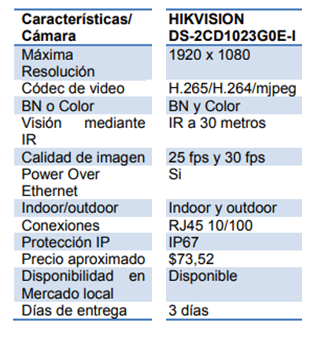 Características/ HIKVISION
Cámara DS-2CD1023G0E-I
Máxima 1920 x 1080
Resolución
Códec de video H.265/H.264/mjpeg
BN o Color BN y Color
Visión mediante IR a 30 metros
IR
Calidad de imagen 25 fps y 30 fps
Power Over Si
Ethernet
Indoor/outdoor Indoor y outdoor
Conexiones RJ45 10/100
Protección IP IP67
Precio aproximado $73,52
Disponibilidad en Disponible
Mercado local
Días de entrega 3 días